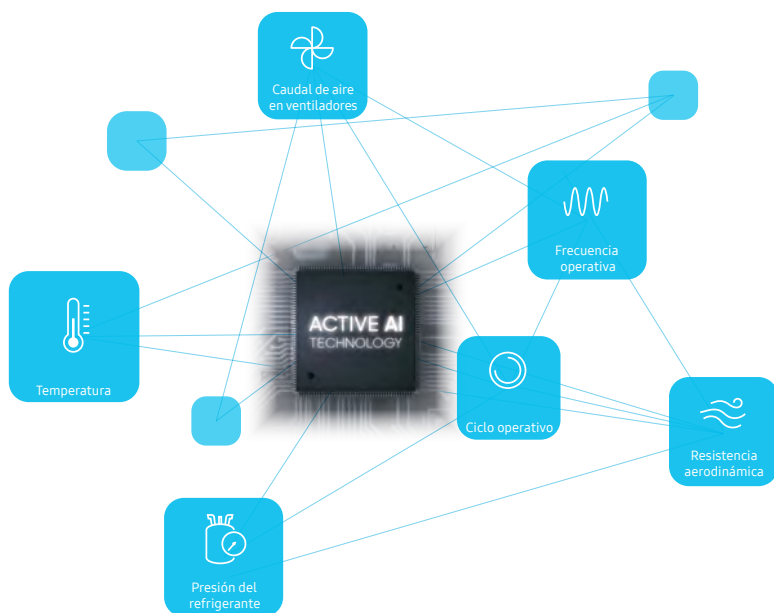 Caudal de aire
en ventiladores
Frecuencia
operativa
ACTIVE AI
TECHNOLOGY
Temperatura
Ciclo operativo
Resistencia
aerodinámica
Presión del
refrigerante